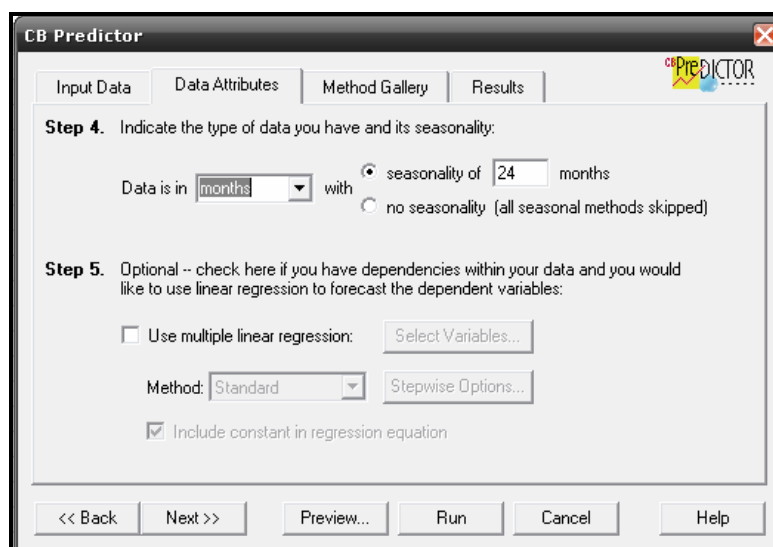 CB Predictor
CB PreDICTOR
Input Data
Data Attributes
Method Gallery
Results
Step 4. Indicate the type of data you have and its seasonality:
Data is in months with seasonality of 24 months
no seasonality (all seasonal methods skipped)
Step 5. Optional -- check here if you have dependencies within your data and you would
like to use linear regression to forecast the dependent variables:
Use multiple linear regression: Select Variables...
Method: Standard Stepwise Options...
Include constant in regression equation
<< Back Next >> Preview... Run Cancel Help